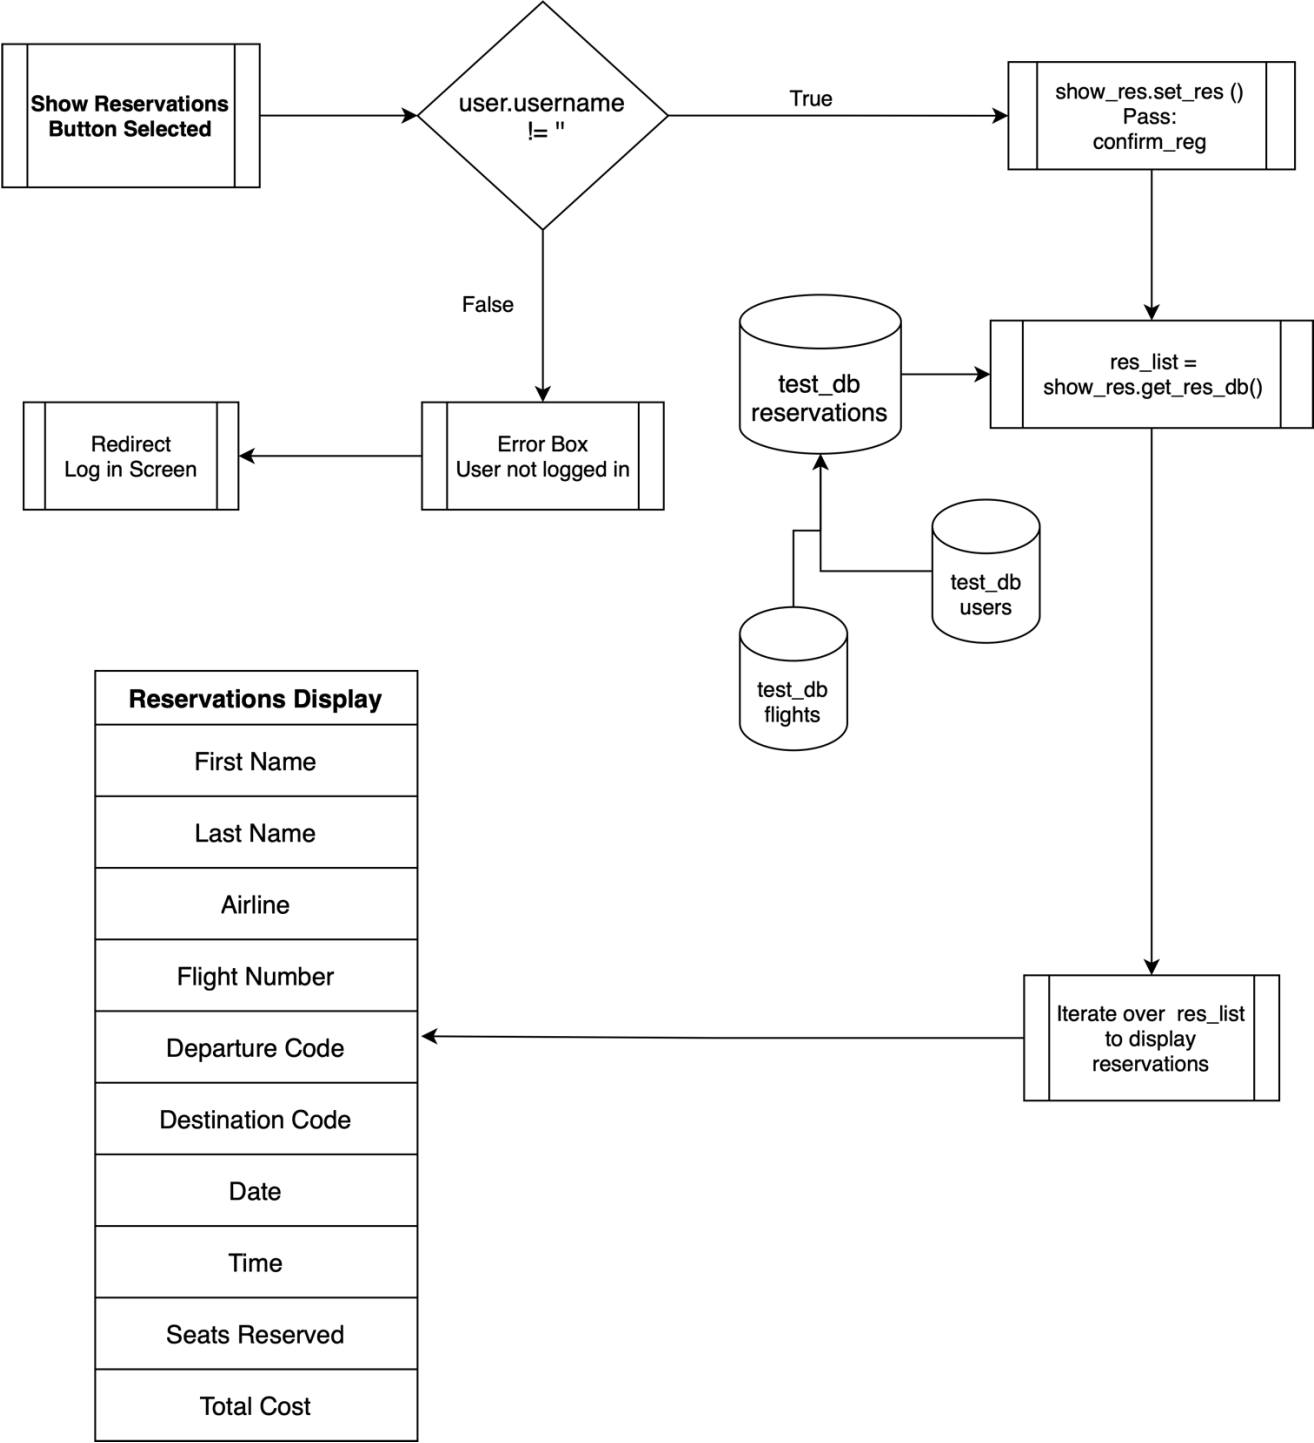 Show Reservations
Button Selected
user.username
!= "
True
show_res.set_res ()
Pass:
confirm_reg
False
test_db
reservations
res_list =
show_res.get_res_db()
Redirect
Log in Screen
Error Box
User not logged in
test_db
users
test_db
flights
Reservations Display
First Name
Last Name
Airline
Flight Number
Departure Code
Destination Code
Date
Time
Seats Reserved
Total Cost
Iterate over  res_list
to display
reservations